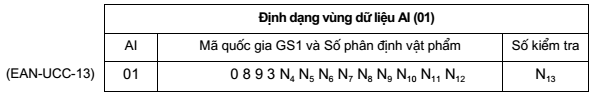 Định dạng vùng dữ liệu AI (01)
AI Mã quốc gia GS1 và Số phân định vật phẩm Số kiểm tra
(EAN-UCC-13) 01 0 8 9 3 N4 N5 N6 N7 N8 N9 N10 N11 N12 N13